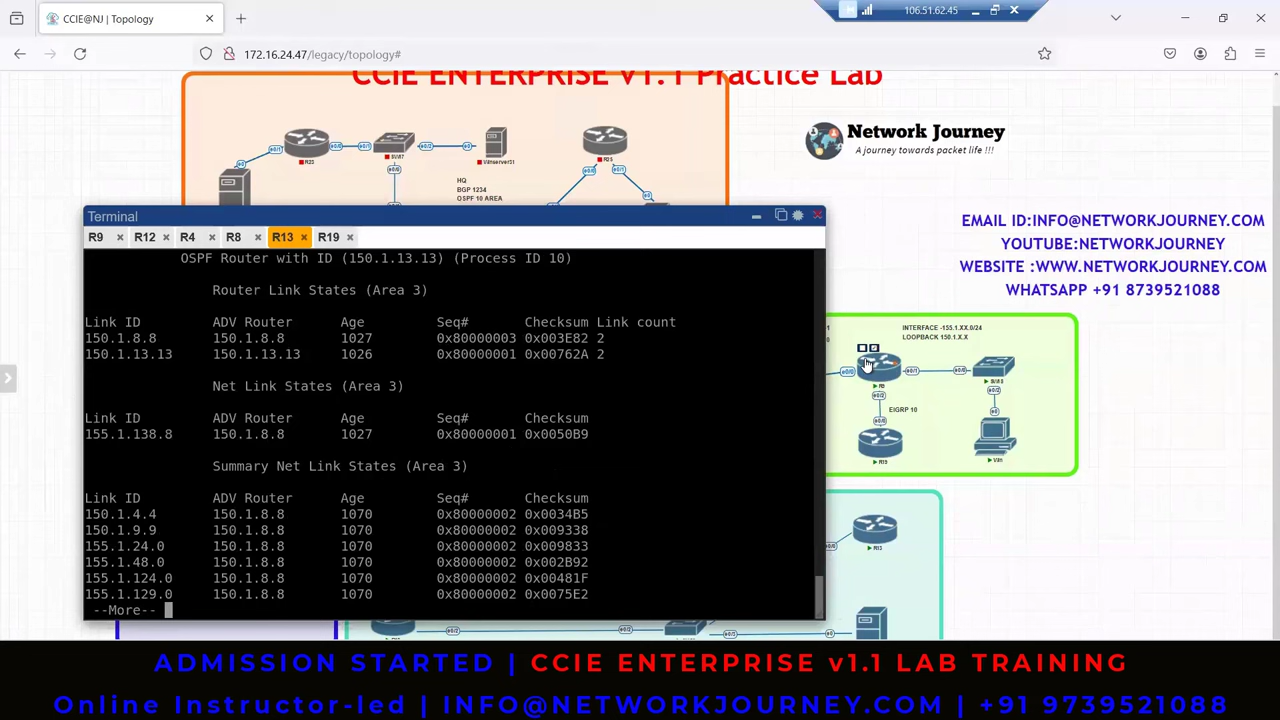 CCIE@NJ | Topology
106.51.62.45
172.16.24.47/legacy/topology#
CCIE ENTERPRISE v1.1 Practice Lab
Network Journey
A journey towards packet life !!!
R23
SW7
R25
HQ
BGP 1234
OSPF 10 AREA
EMAIL ID:INFO@NETWORKJOURNEY.COM
YOUTUBE:NETWORKJOURNEY
WEBSITE :WWW.NETWORKJOURNEY.COM
WHATSAPP +91 8739521088
Terminal
R9 R12 R4 R8 R13 R19
OSPF Router with ID (150.1.13.13) (Process ID 10)
Router Link States (Area 3)
Link ID ADV Router Age Seq# Checksum Link count
150.1.8.8 150.1.8.8 1027 0x80000003 0x003E82 2
150.1.13.13 150.1.13.13 1026 0x80000001 0x00762A 2
Net Link States (Area 3)
Link ID ADV Router Age Seq# Checksum
155.1.138.8 150.1.8.8 1027 0x80000001 0x0050B9
Summary Net Link States (Area 3)
Link ID ADV Router Age Seq# Checksum
150.1.4.4 150.1.8.8 1070 0x80000002 0x0034B5
150.1.9.9 150.1.8.8 1070 0x80000002 0x009338
155.1.24.0 150.1.8.8 1070 0x80000002 0x009833
155.1.48.0 150.1.8.8 1070 0x80000002 0x002B92
155.1.124.0 150.1.8.8 1070 0x80000002 0x00481F
155.1.129.0 150.1.8.8 1070 0x80000002 0x0075E2
--More--
INTERFACE -155.1.XX.0/24
LOOPBACK 150.1.X.X
EIGRP 10
R19
R13
ADMISSION STARTED | CCIE ENTERPRISE v1.1 LAB TRAINING
Online Instructor-led | INFO@NETWORKJOURNEY.COM | +91 9739521088